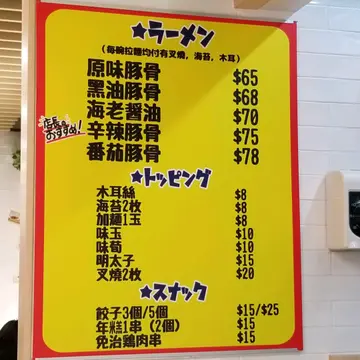 ★ラーメン
(每碗拉麵均付有叉燒，海苔，木耳)
原味豚骨 $65
黑油豚骨 $68
海老醬油 $70
店長のおすすめ!
辛辣豚骨 $75
番茄豚骨 $78
★トッピング
木耳絲 $8
海苔2枚 $8
加麵1玉 $8
味玉 $10
味筍 $10
明太子 $15
叉燒2枚 $20
★スナック
餃子3個/5個 $15/$25
年糕1串（2個） $15
免治鶏肉串 $15